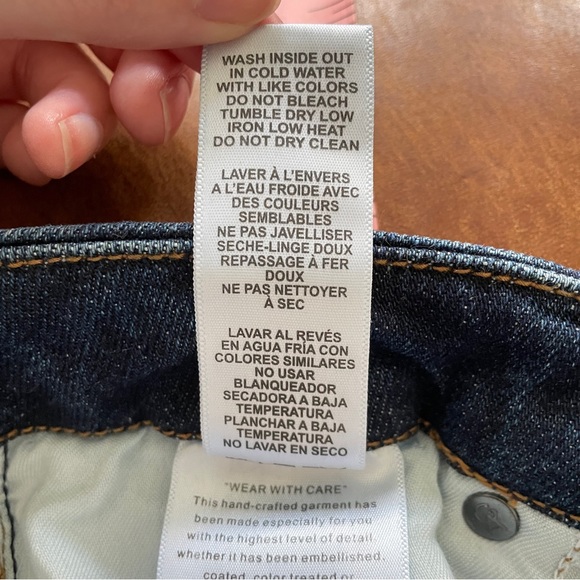 WASH INSIDE OUT
IN COLD WATER
WITH LIKE COLORS
DO NOT BLEACH
TUMBLE DRY LOW
IRON LOW HEAT
DO NOT DRY CLEAN
LAVER À L'ENVERS
A L'EAU FROIDE AVEC
DES COULEURS
SEMBLABLES
NE PAS JAVELLISER
SECHE-LINGE DOUX
REPASSAGE À FER
DOUX
NE PAS NETTOYER
À SEC
LAVAR AL REVÉS
EN AGUA FRÍA CON
COLORES SIMILARES
NO USAR
BLANQUEADOR
SECADORA A BAJA
TEMPERATURA
PLANCHAR A BAJA
TEMPERATURA
NO LAVAR EN SECO
"WEAR WITH CARE"
This hand-crafted garment has
been made especially for you
with the highest level of detail.
whether it has been embellished,
coated, color treated or